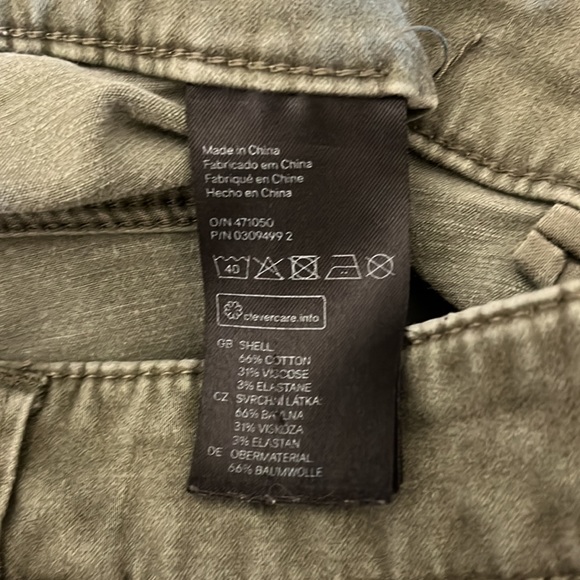 Made in China
Fabricado em China
Fabriqué en Chine
Hecho en China
O/N 471050
P/N 0309499 2
40
clevercare.info
GB SHELL
66% COTTON
31% VISCOSE
3% ELASTANE
CZ SVRCHNÍ LÁTKA:
66% BAVLNA
31% VISKÓZA
3% ELASTAN
DE OBERMATERIAL
66% BAUMWOLLE